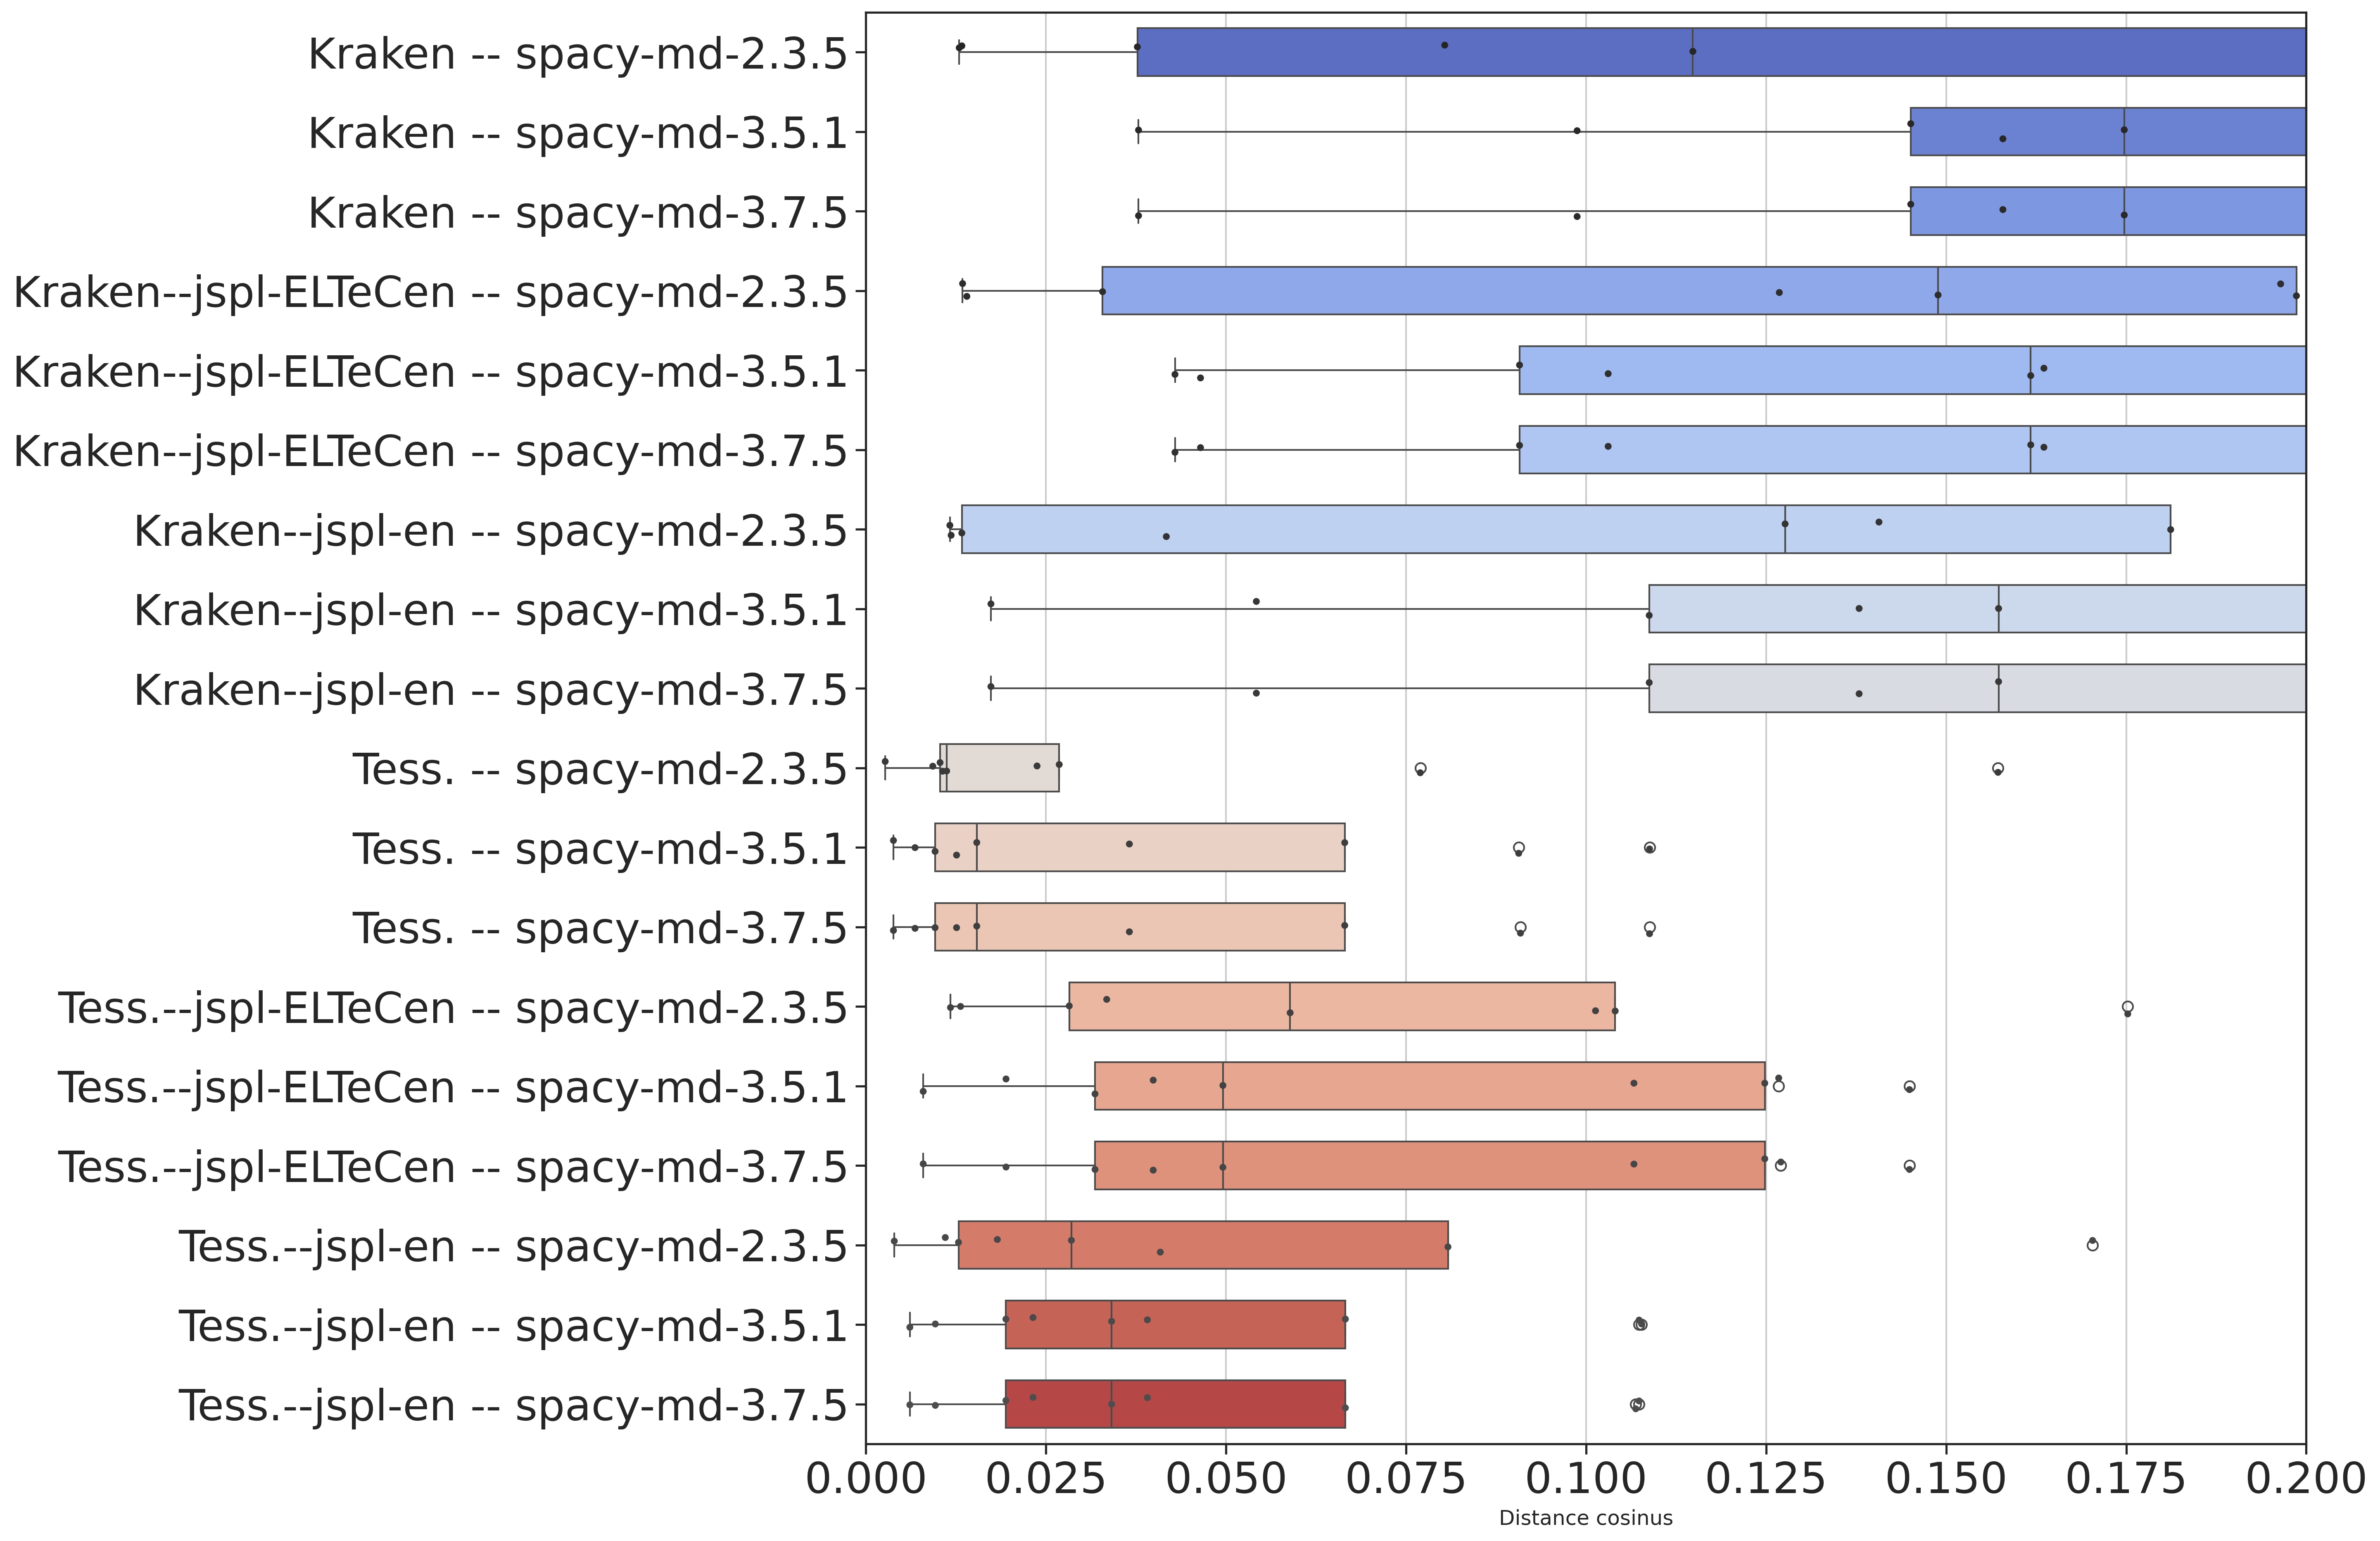 Kraken -- spacy-md-2.3.5
Kraken -- spacy-md-3.5.1
Kraken -- spacy-md-3.7.5
Kraken--jspl-ELTeCen -- spacy-md-2.3.5
Kraken--jspl-ELTeCen -- spacy-md-3.5.1
Kraken--jspl-ELTeCen -- spacy-md-3.7.5
Kraken--jspl-en -- spacy-md-2.3.5
Kraken--jspl-en -- spacy-md-3.5.1
Kraken--jspl-en -- spacy-md-3.7.5
Tess. -- spacy-md-2.3.5
Tess. -- spacy-md-3.5.1
Tess. -- spacy-md-3.7.5
Tess.--jspl-ELTeCen -- spacy-md-2.3.5
Tess.--jspl-ELTeCen -- spacy-md-3.5.1
Tess.--jspl-ELTeCen -- spacy-md-3.7.5
Tess.--jspl-en -- spacy-md-2.3.5
Tess.--jspl-en -- spacy-md-3.5.1
Tess.--jspl-en -- spacy-md-3.7.5
0.000 0.025 0.050 0.075 0.100 0.125 0.150 0.175 0.200
Distance cosinus